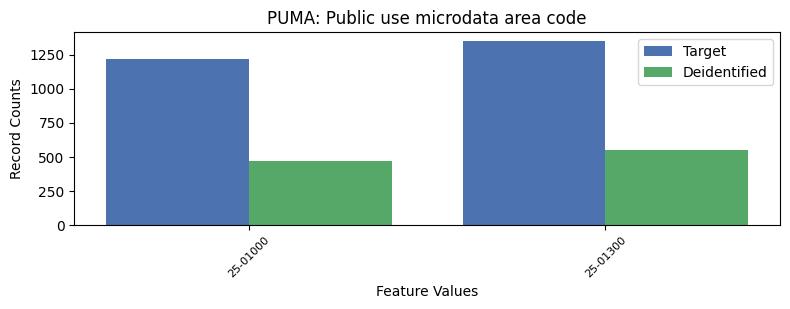 PUMA: Public use microdata area code
Record Counts
1250
1000
750
500
250
0
Target
Deidentified
25-01000
25-01300
Feature Values